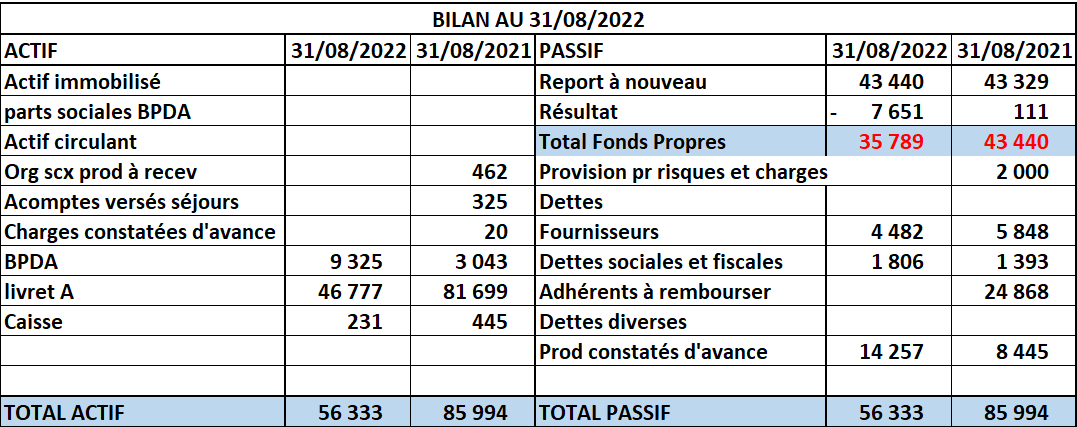 BILAN AU 31/08/2022
ACTIF 31/08/2022 31/08/2021 PASSIF 31/08/2022 31/08/2021
Actif immobilisé Report à nouveau 43 440 43 329
parts sociales BPDA Résultat - 7 651 111
Actif circulant Total Fonds Propres 35 789 43 440
Org scx prod à recev 462 Provision pr risques et charges 2 000
Acomptes versés séjours 325 Dettes
Charges constatées d'avance 20 Fournisseurs 4 482 5 848
BPDA 9 325 3 043 Dettes sociales et fiscales 1 806 1 393
livret A 46 777 81 699 Adhérents à rembourser 24 868
Caisse 231 445 Dettes diverses
Prod constatés d'avance 14 257 8 445
TOTAL ACTIF 56 333 85 994 TOTAL PASSIF 56 333 85 994